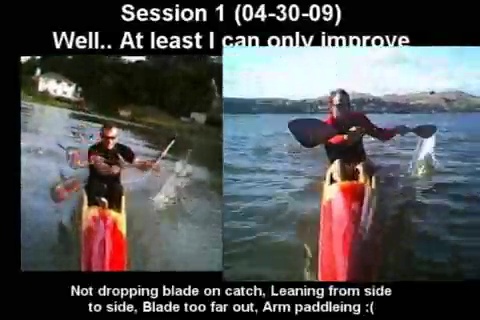 Session 1 (04-30-09)
Well.. At least I can only improve
Not dropping blade on catch, Leaning from side
to side, Blade too far out, Arm paddleing :(